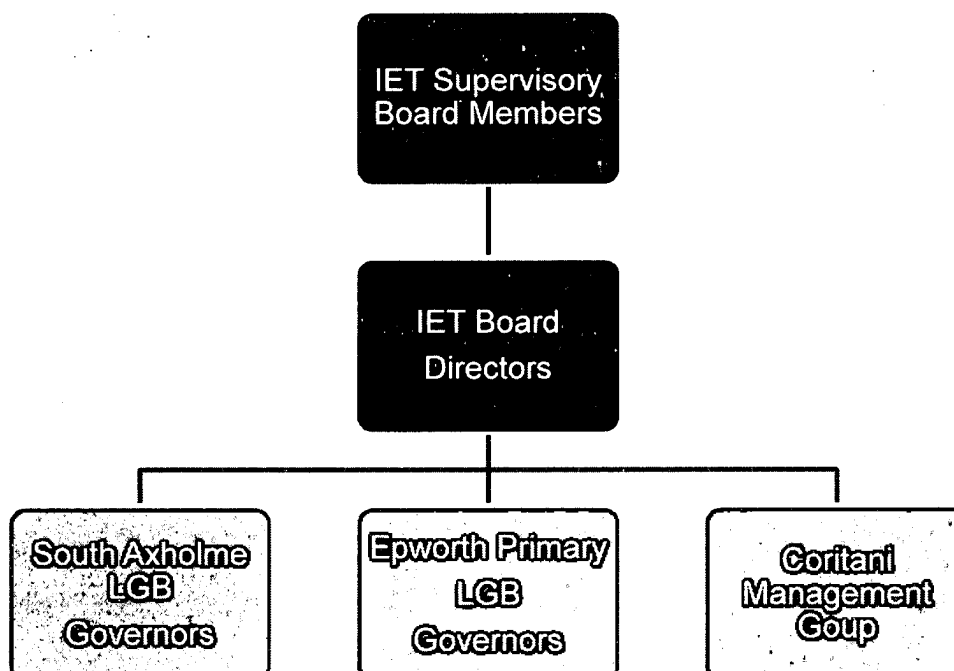 IET Supervisory
Board Members
IET Board
Directors
South Axholme
LGB
Governors
Epworth Primary
LGB
Governors
Coritani
Management
Goup